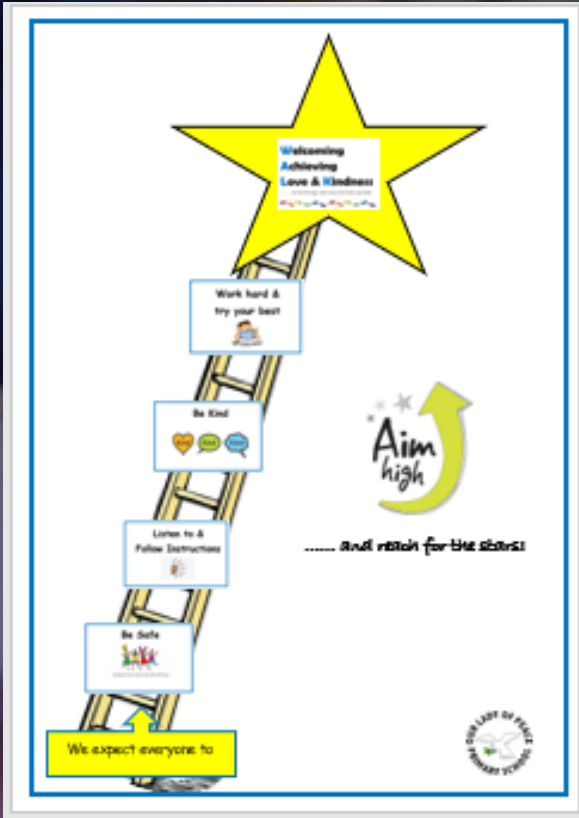 Welcoming
Achieving
Love & Kindness
Work hard &
try your best
Be Kind
Listen to &
Follow Instructions
Aim
high
...... and reach for the stars!
Be Safe
We expect everyone to
OUR LADY OF PEACE
PRIMARY SCHOOL